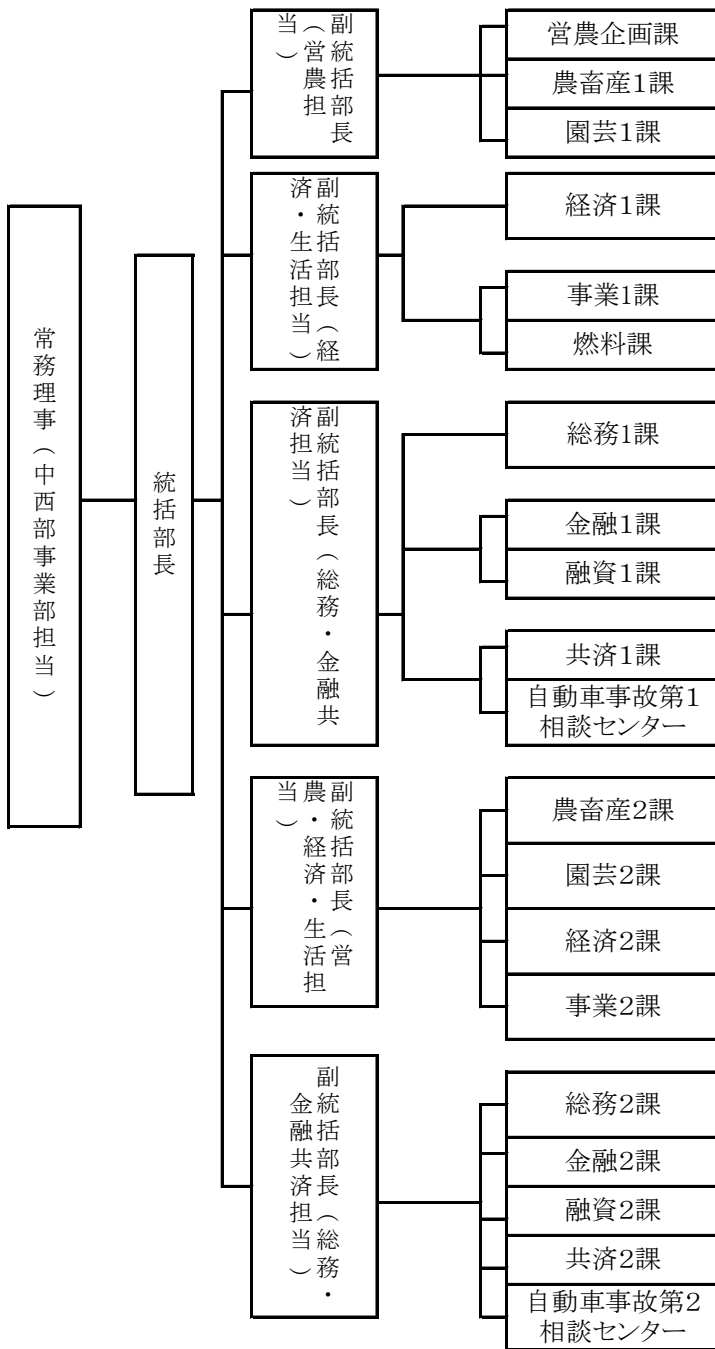 常務理事（中西部事業部担当）
統括部長
副統括部長
（営農担
当）
営農企画課
農畜産1課
園芸1課
副統括部長（経
済・生活担当）
経済1課
事業1課
燃料課
副統括部長（総務・金融共
済担当）
総務1課
金融1課
融資1課
共済1課
自動車事故第1
相談センター
副統括部長（営
農・経済・生活担
当）
農畜産2課
園芸2課
経済2課
事業2課
副統括部長（総務・
金融共済担当）
総務2課
金融2課
融資2課
共済2課
自動車事故第2
相談センター